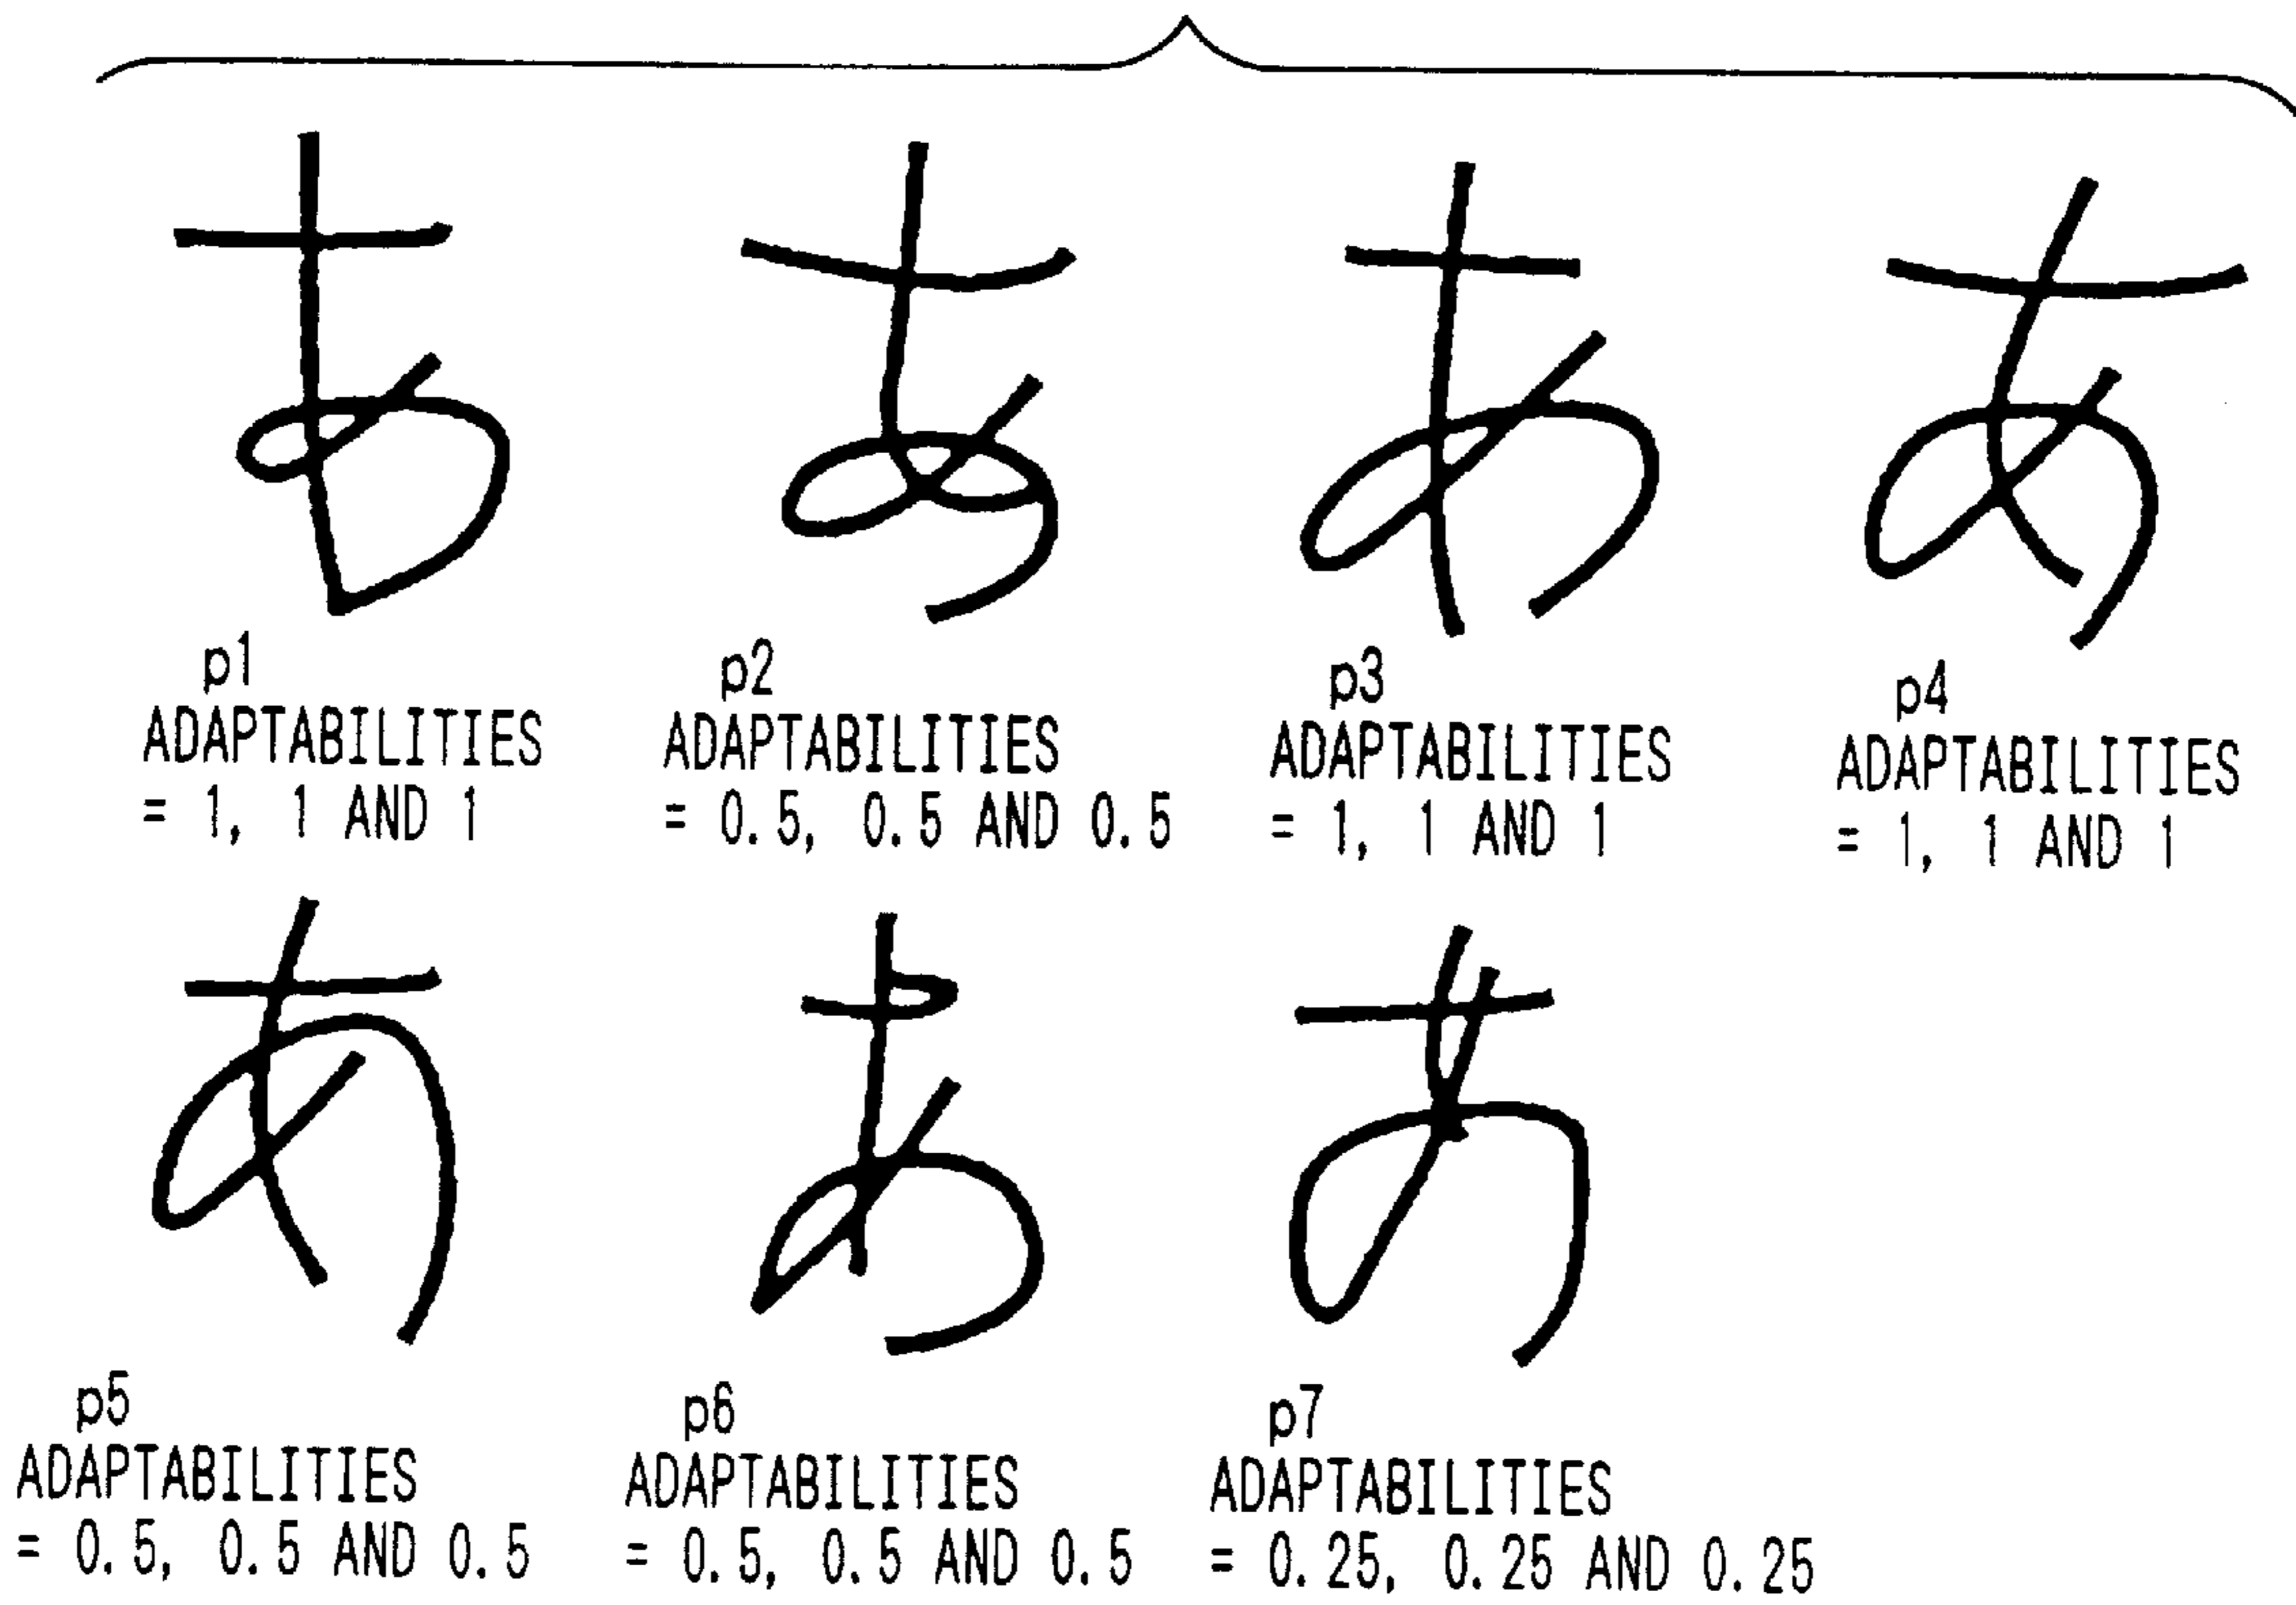 あ あ あ あ
p1 p2 p3 p4
ADAPTABILITIES ADAPTABILITIES ADAPTABILITIES ADAPTABILITIES
= 1, 1 AND 1 = 0.5, 0.5 AND 0.5 = 1, 1 AND 1 = 1, 1 AND 1
あ あ あ
p5 p6 p7
ADAPTABILITIES ADAPTABILITIES ADAPTABILITIES
= 0.5, 0.5 AND 0.5 = 0.5, 0.5 AND 0.5 = 0.25, 0.25 AND 0.25